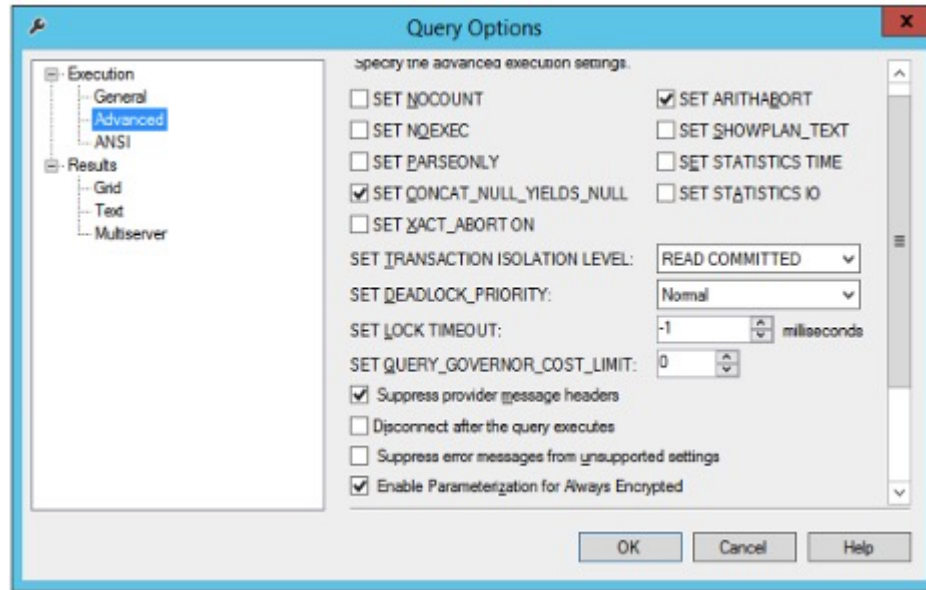 Query Options
x
Execution
General
Advanced
ANSI
Results
Grid
Text
Multiserver
Specify the advanced execution settings.
SET NOCOUNT
SET ARITHABORT
SET NOEXEC
SET SHOWPLAN_TEXT
SET PARSEONLY
SET STATISTICS TIME
SET CONCAT_NULL_YIELDS_NULL
SET STATISTICS IO
SET XACT_ABORT ON
SET TRANSACTION ISOLATION LEVEL: READ COMMITTED
SET DEADLOCK_PRIORITY: Normal
SET LOCK TIMEOUT: -1 milliseconds
SET QUERY_GOVERNOR_COST_LIMIT: 0
Suppress provider message headers
Disconnect after the query executes
Suppress error messages from unsupported settings
Enable Parameterization for Always Encrypted
OK Cancel Help